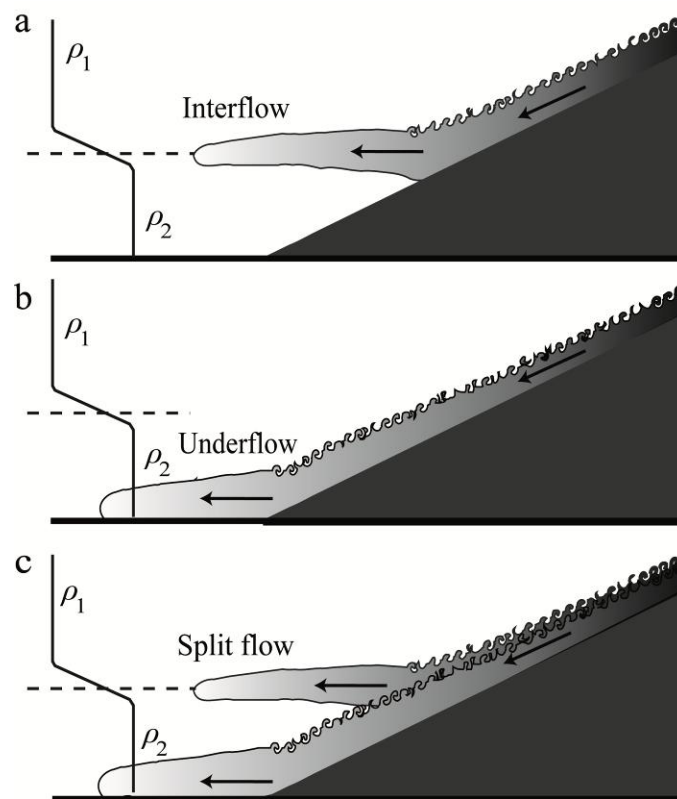 a
ρ1
Interflow
ρ2
b
ρ1
Underflow
ρ2
c
ρ1
Split flow
ρ2